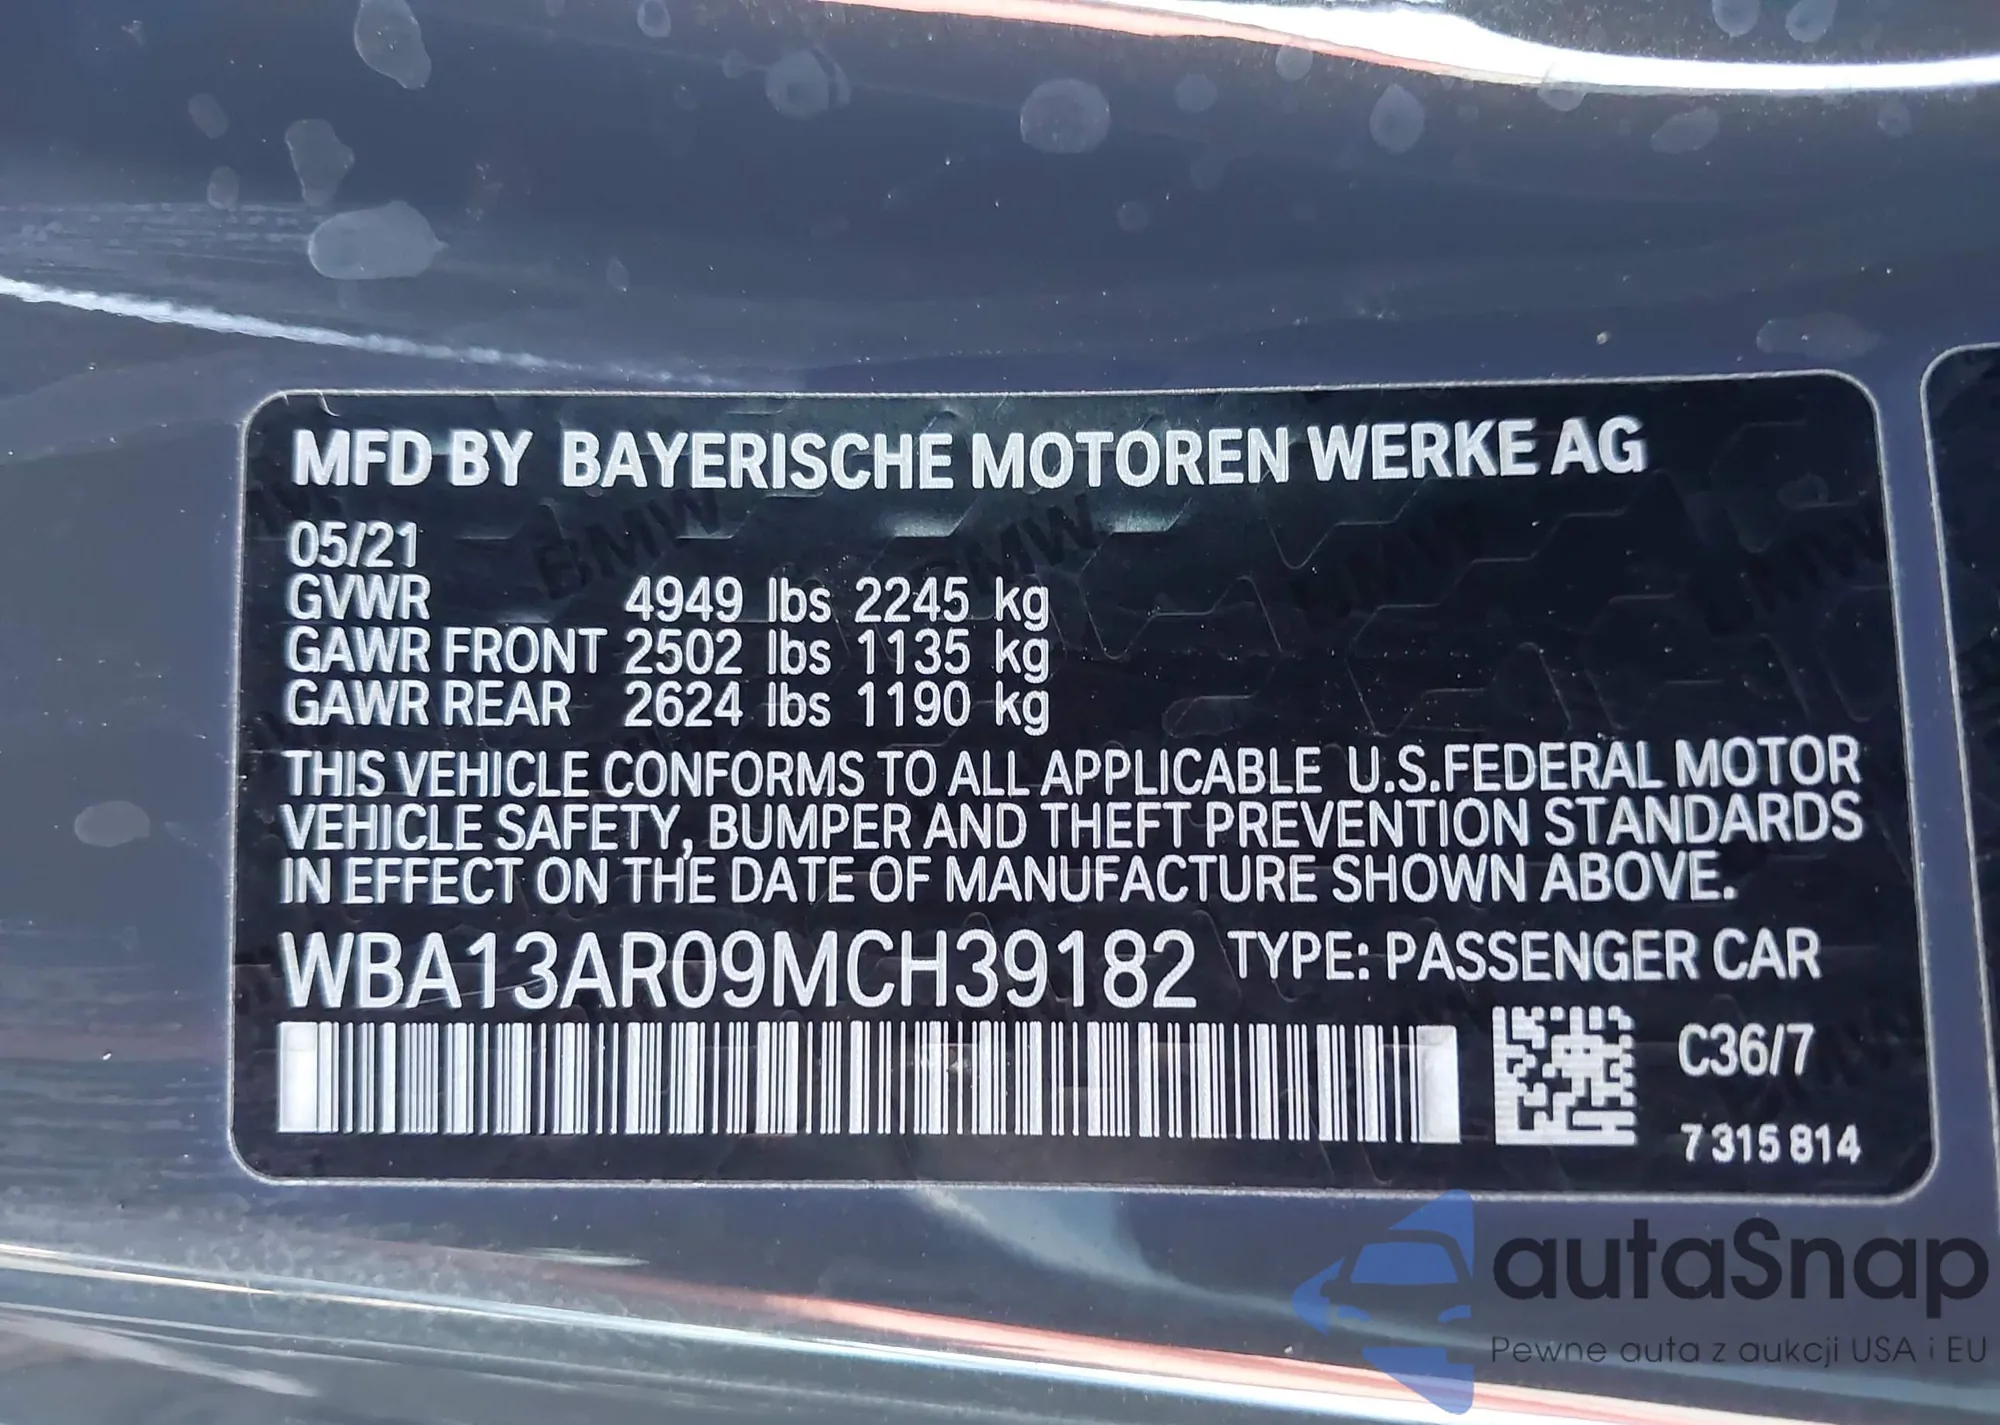 MFD BY BAYERISCHE MOTOREN WERKE AG
05/21
GVWR 4949 lbs 2245 kg
GAWR FRONT 2502 lbs 1135 kg
GAWR REAR 2624 lbs 1190 kg
THIS VEHICLE CONFORMS TO ALL APPLICABLE U.S.FEDERAL MOTOR
VEHICLE SAFETY, BUMPER AND THEFT PREVENTION STANDARDS
IN EFFECT ON THE DATE OF MANUFACTURE SHOWN ABOVE.
WBA13AR09MCH39182 TYPE: PASSENGER CAR
C36/7
7 315 814
autaSnap
Pewne auta z aukcji USA i EU